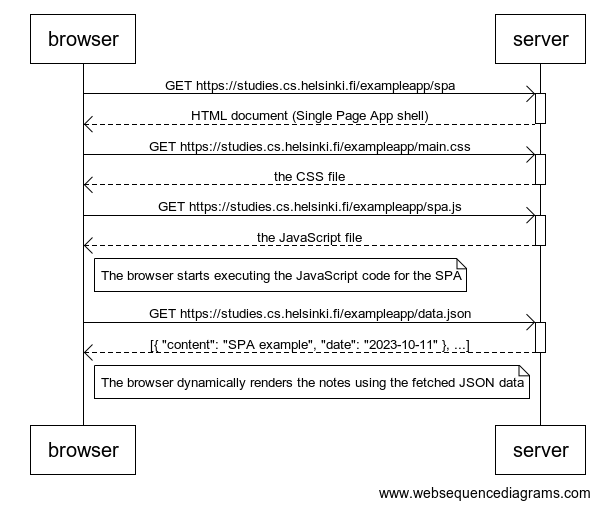 browser
server
GET https://studies.cs.helsinki.fi/exampleapp/spa
HTML document (Single Page App shell)
GET https://studies.cs.helsinki.fi/exampleapp/main.css
the CSS file
GET https://studies.cs.helsinki.fi/exampleapp/spa.js
the JavaScript file
The browser starts executing the JavaScript code for the SPA
GET https://studies.cs.helsinki.fi/exampleapp/data.json
[{ "content": "SPA example", "date": "2023-10-11" }, ...]
The browser dynamically renders the notes using the fetched JSON data
browser
server
www.websequencediagrams.com